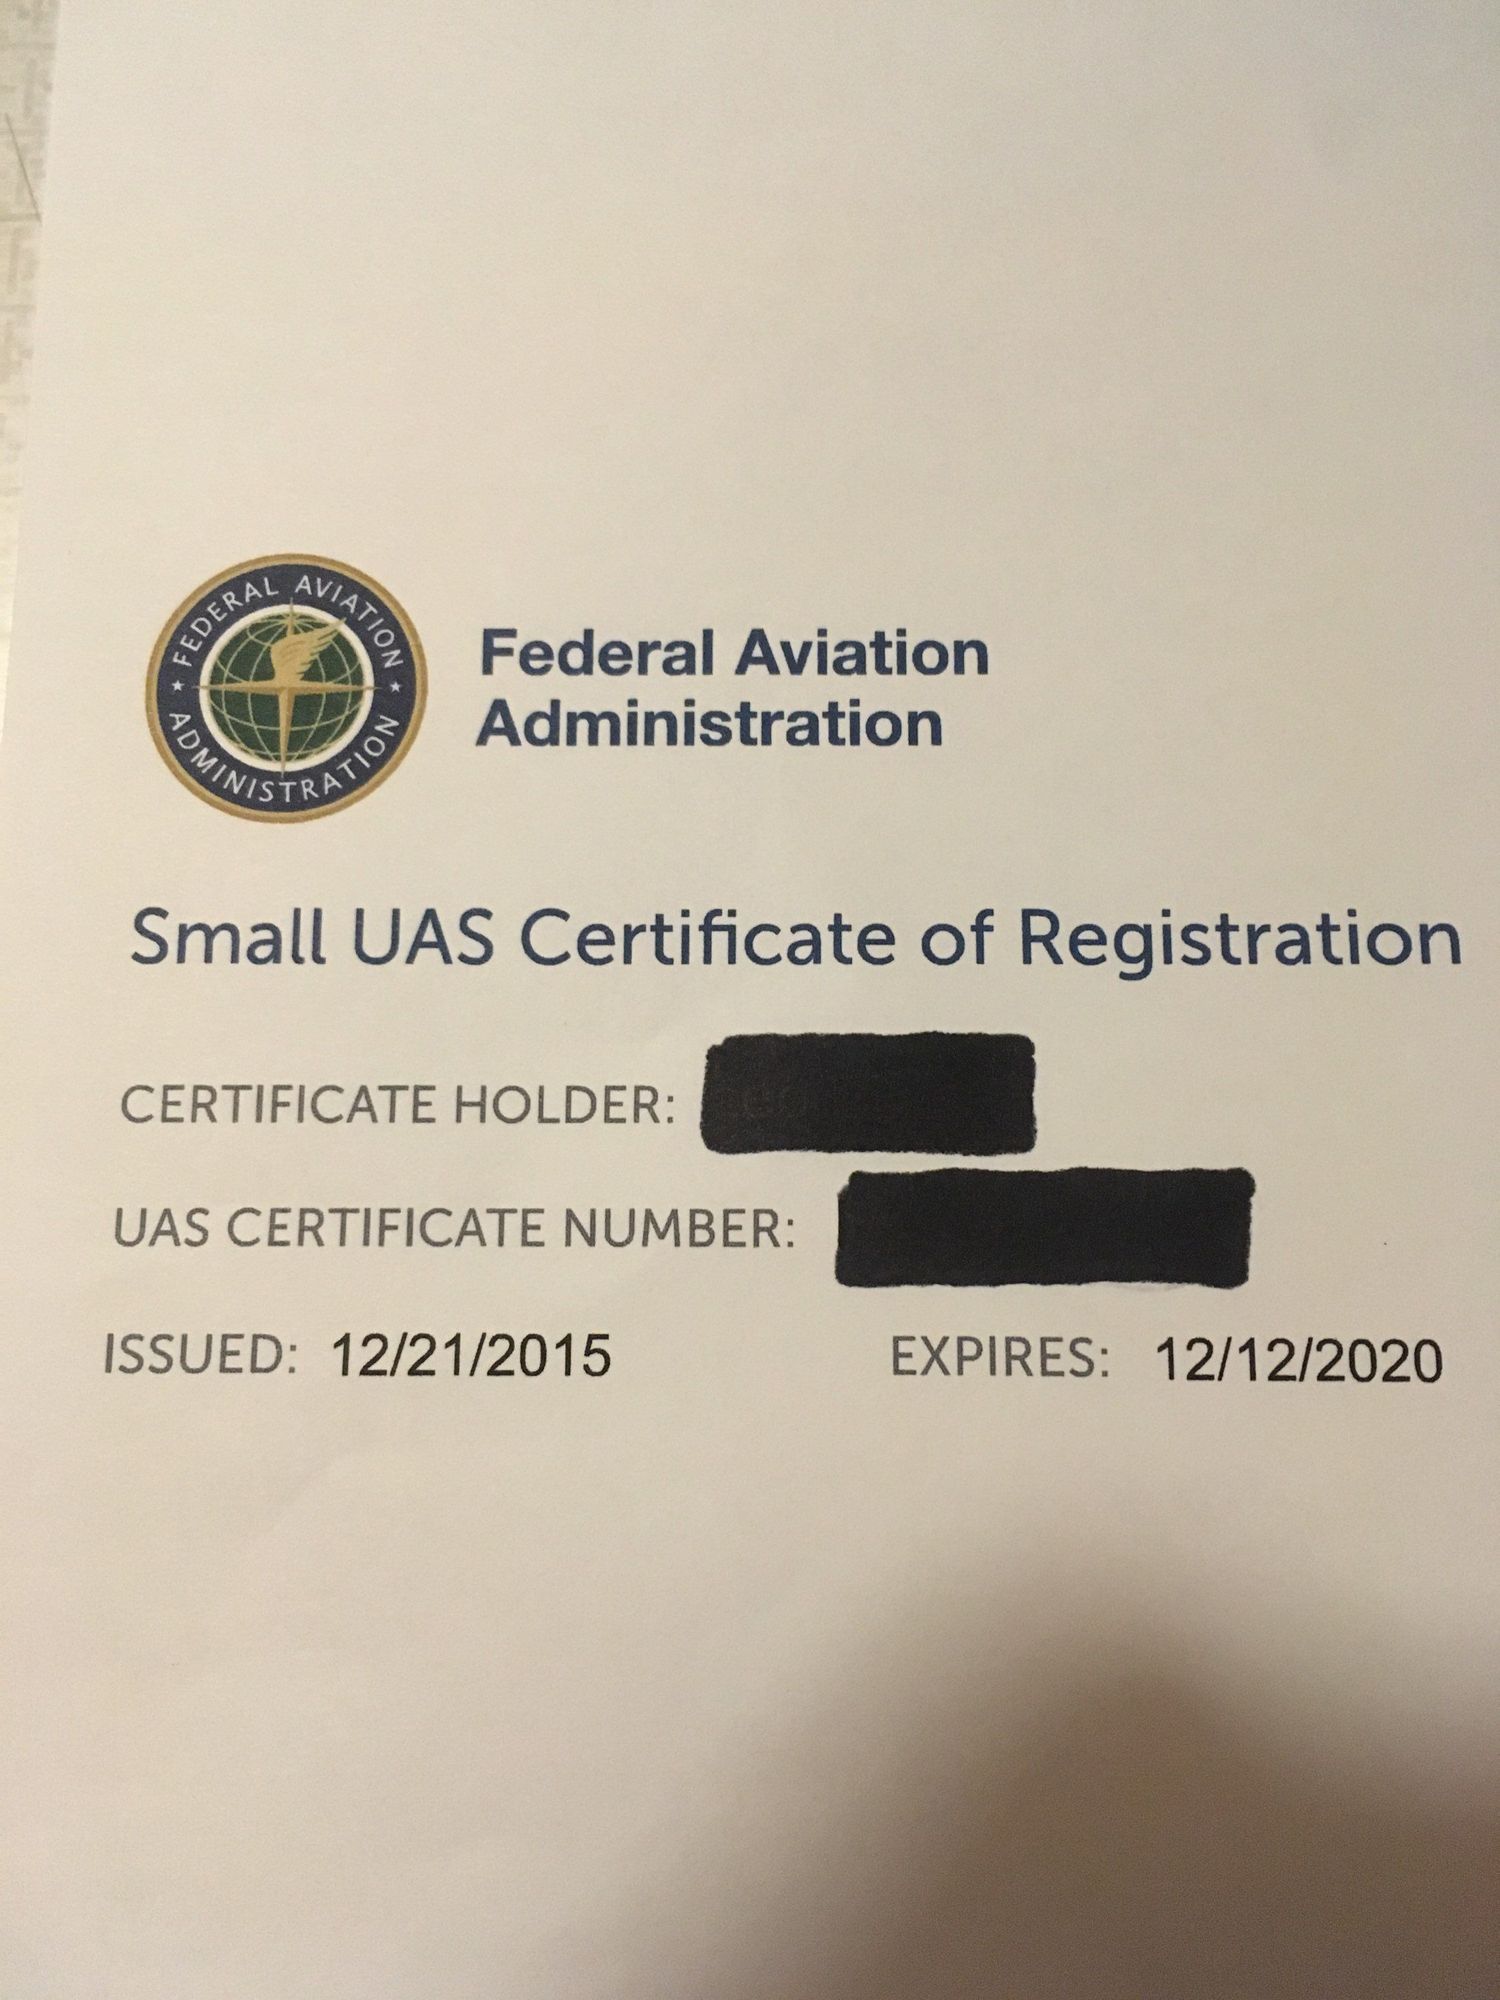 FEDERAL AVIATION
ADMINISTRATION
Federal Aviation
Administration
Small UAS Certificate of Registration
CERTIFICATE HOLDER:
UAS CERTIFICATE NUMBER:
ISSUED: 12/21/2015 EXPIRES: 12/12/2020